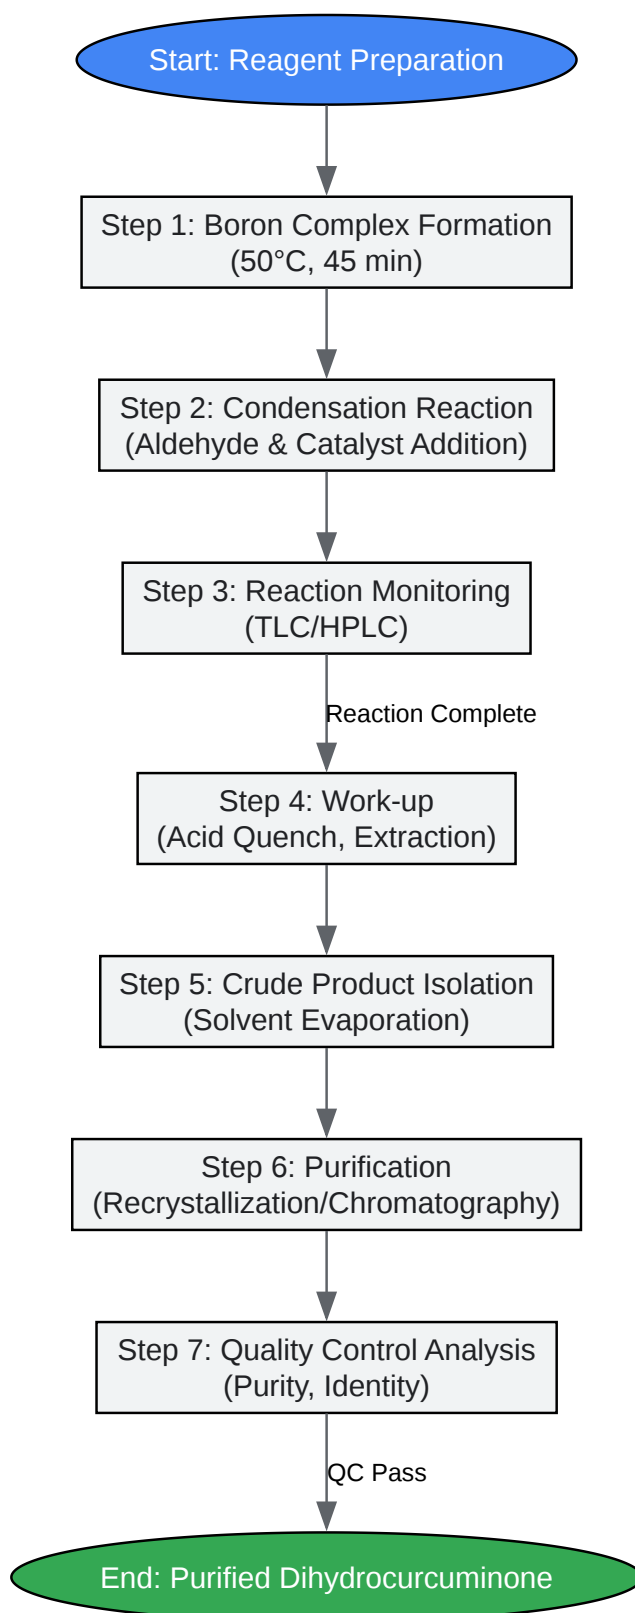 Start: Reagent Preparation
Step 1: Boron Complex Formation
(50°C, 45 min)
Step 2: Condensation Reaction
(Aldehyde & Catalyst Addition)
Step 3: Reaction Monitoring
(TLC/HPLC)
Reaction Complete
Step 4: Work-up
(Acid Quench, Extraction)
Step 5: Crude Product Isolation
(Solvent Evaporation)
Step 6: Purification
(Recrystallization/Chromatography)
Step 7: Quality Control Analysis
(Purity, Identity)
QC Pass
End: Purified Dihydrocurcuminone